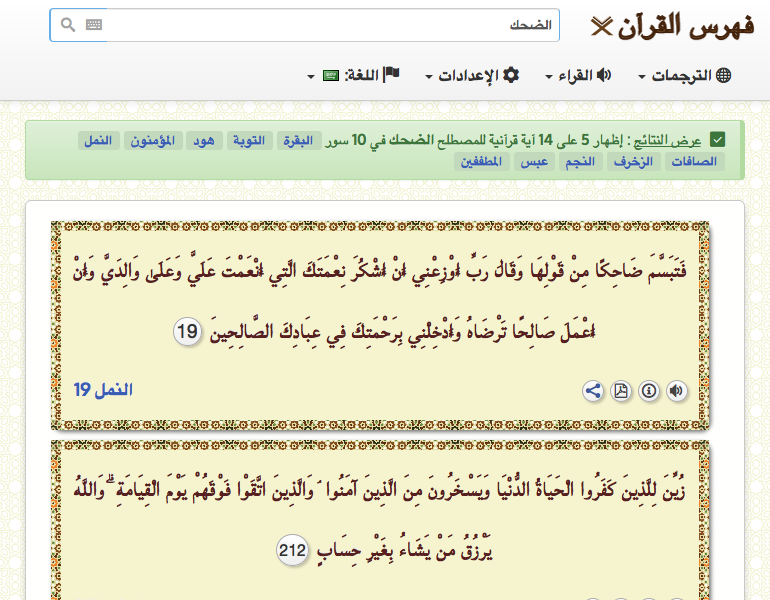 فهرس القرآن
الضحك
الترجمات القراء الإعدادات اللغة:
عرض النتائج : إظهار 5 على 14 آية قرآنية للمصطلح الضحك في 10 سور البقرة التوبة هود المؤمنون النمل
الصافات الزخرف النجم عبس المطففين
فَتَبَسَّمَ ضَاحِكًا مِنْ قَوْلِهَا وَقَالَ رَبِّ أَوْزِعْنِي أَنْ أَشْكُرَ نِعْمَتَكَ الَّتِي أَنْعَمْتَ عَلَيَّ وَعَلَىٰ وَالِدَيَّ وَأَنْ
أَعْمَلَ صَالِحًا تَرْضَاهُ وَأَدْخِلْنِي بِرَحْمَتِكَ فِي عِبَادِكَ الصَّالِحِينَ 19
النمل 19
زُيِّنَ لِلَّذِينَ كَفَرُوا الْحَيَاةُ الدُّنْيَا وَيَسْخَرُونَ مِنَ الَّذِينَ آمَنُوا ۘ وَالَّذِينَ اتَّقَوْا فَوْقَهُمْ يَوْمَ الْقِيَامَةِ ۗ وَاللَّهُ
يَرْزُقُ مَنْ يَشَاءُ بِغَيْرِ حِسَابٍ 212